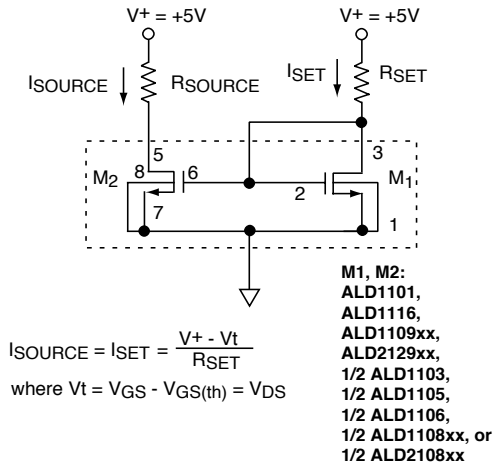 V+ = +5V
V+ = +5V
ISOURCE
RSOURCE
ISET
RSET
5
3
M2
8
6
2
M1
7
1
M1, M2:
ALD1101,
ALD1116,
ALD1109xx,
ALD2129xx,
1/2 ALD1103,
1/2 ALD1105,
1/2 ALD1106,
1/2 ALD1108xx, or
1/2 ALD2108xx
ISOURCE = ISET = V+ - Vt
RSET
where Vt = VGS - VGS(th) = VDS